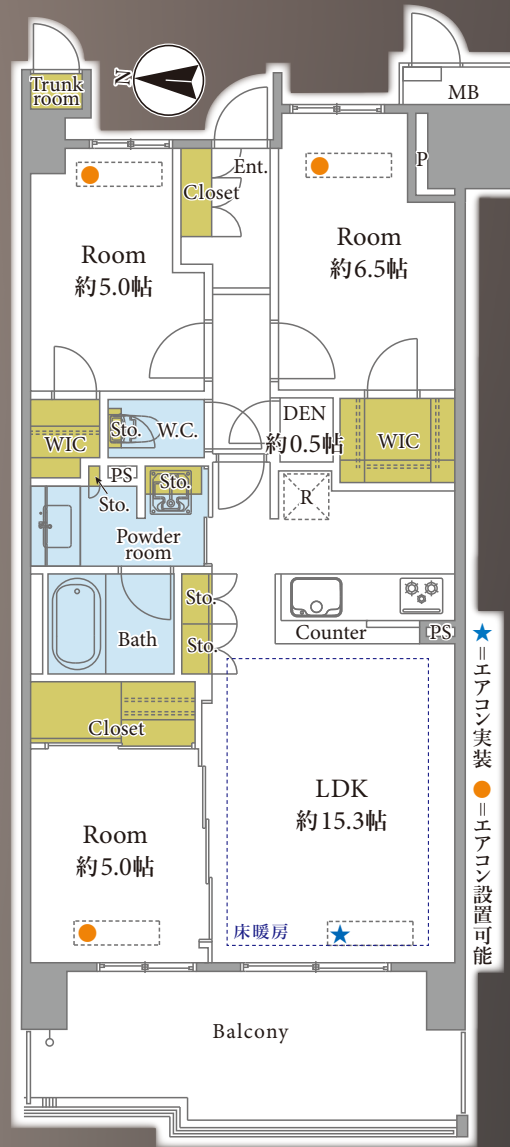 Trunk
room
N
MB
Ent.
Closet
P
Room
約5.0帖
Room
約6.5帖
WIC
Sto.
W.C.
DEN
約0.5帖
WIC
PS
Sto.
Sto.
R
Powder
room
Sto.
Bath
Sto.
Counter
PS
Closet
LDK
約15.3帖
Room
約5.0帖
床暖房
★=エアコン実装 ●=エアコン設置可能
Balcony